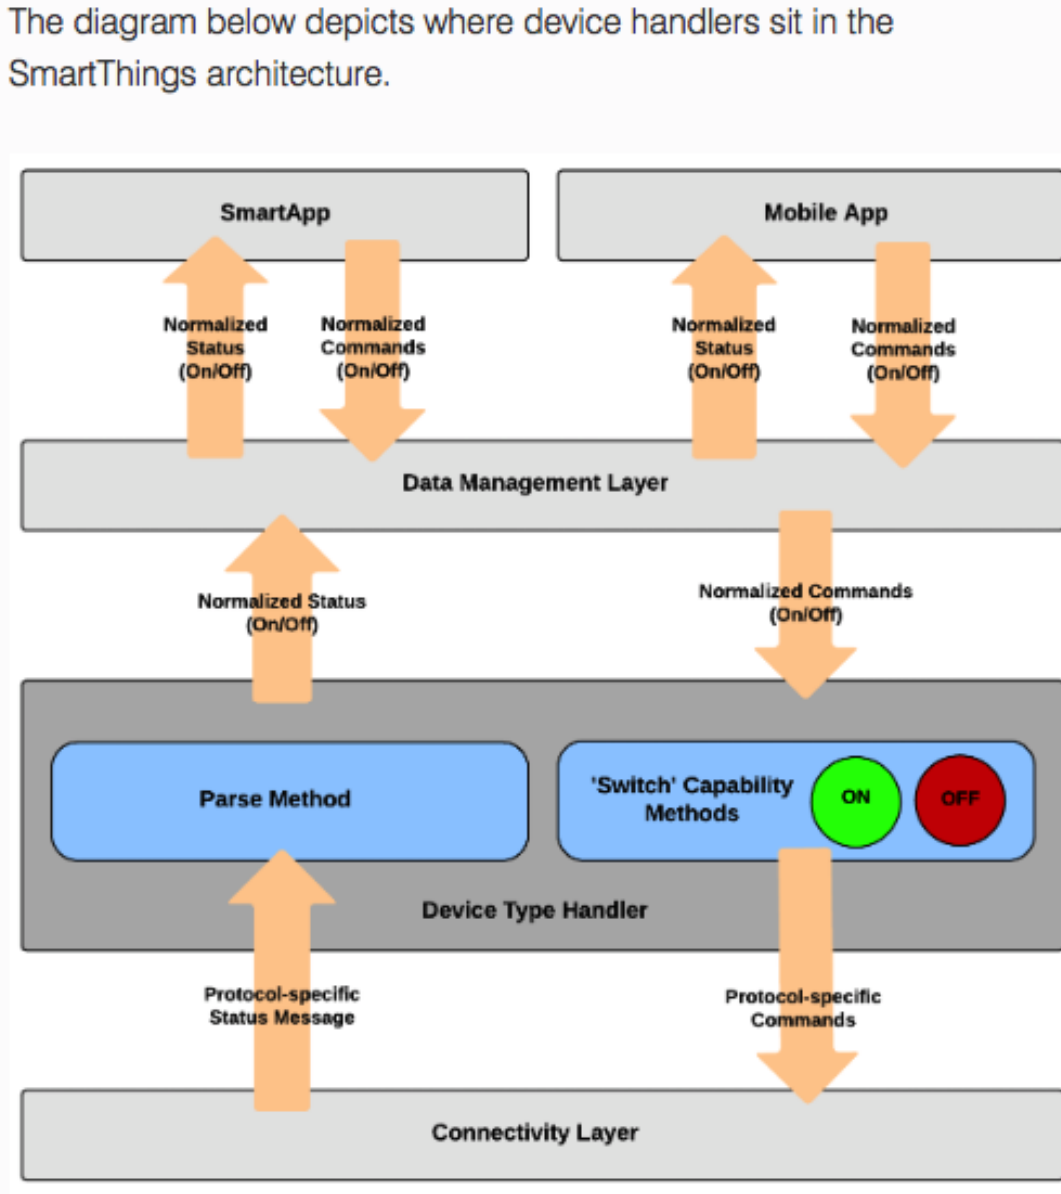 The diagram below depicts where device handlers sit in the
SmartThings architecture.
SmartApp
Mobile App
Normalized
Status
(On/Off)
Normalized
Commands
(On/Off)
Normalized
Status
(On/Off)
Normalized
Commands
(On/Off)
Data Management Layer
Normalized Status
(On/Off)
Normalized Commands
(On/Off)
Parse Method
'Switch' Capability
Methods
ON
OFF
Device Type Handler
Protocol-specific
Status Message
Protocol-specific
Commands
Connectivity Layer